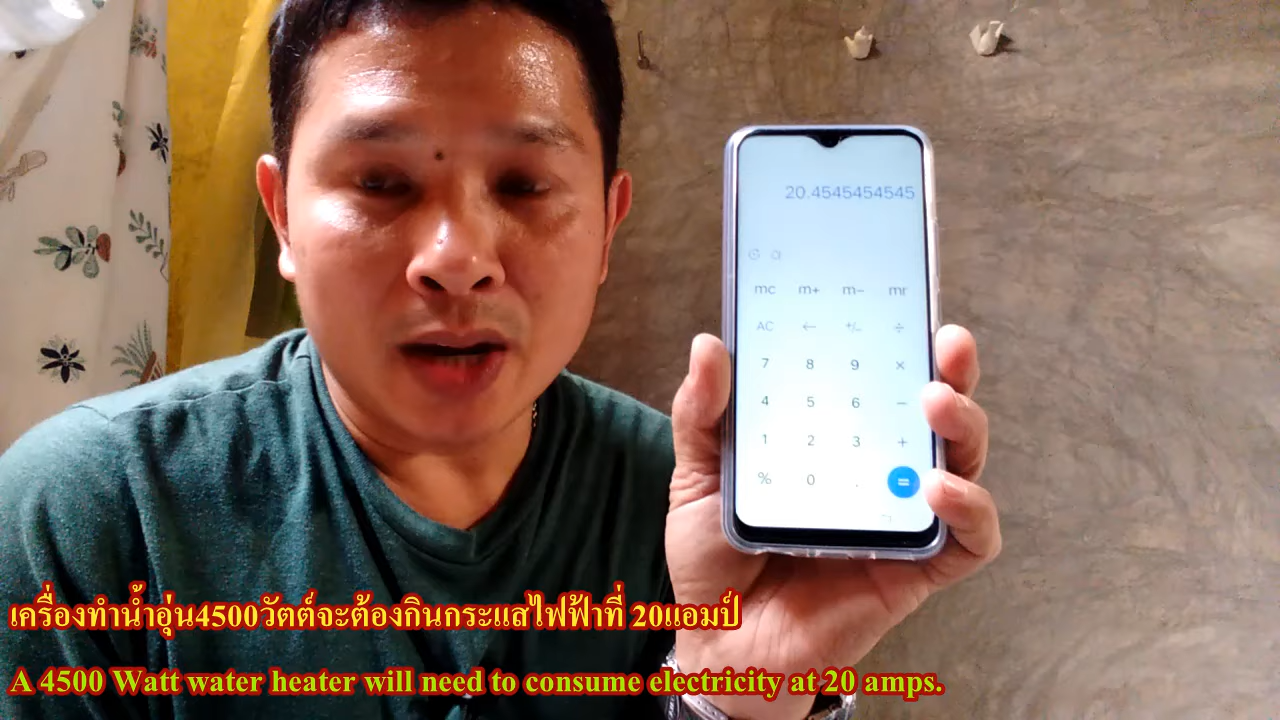 20.4545454545
mc m+ m− mr
AC ← +/− ÷
7 8 9 ×
4 5 6 −
1 2 3 +
% 0 . =
เครื่องทำน้ำอุ่น4500วัตต์จะต้องกินกระแสไฟฟ้าที่ 20แอมป์
A 4500 Watt water heater will need to consume electricity at 20 amps.